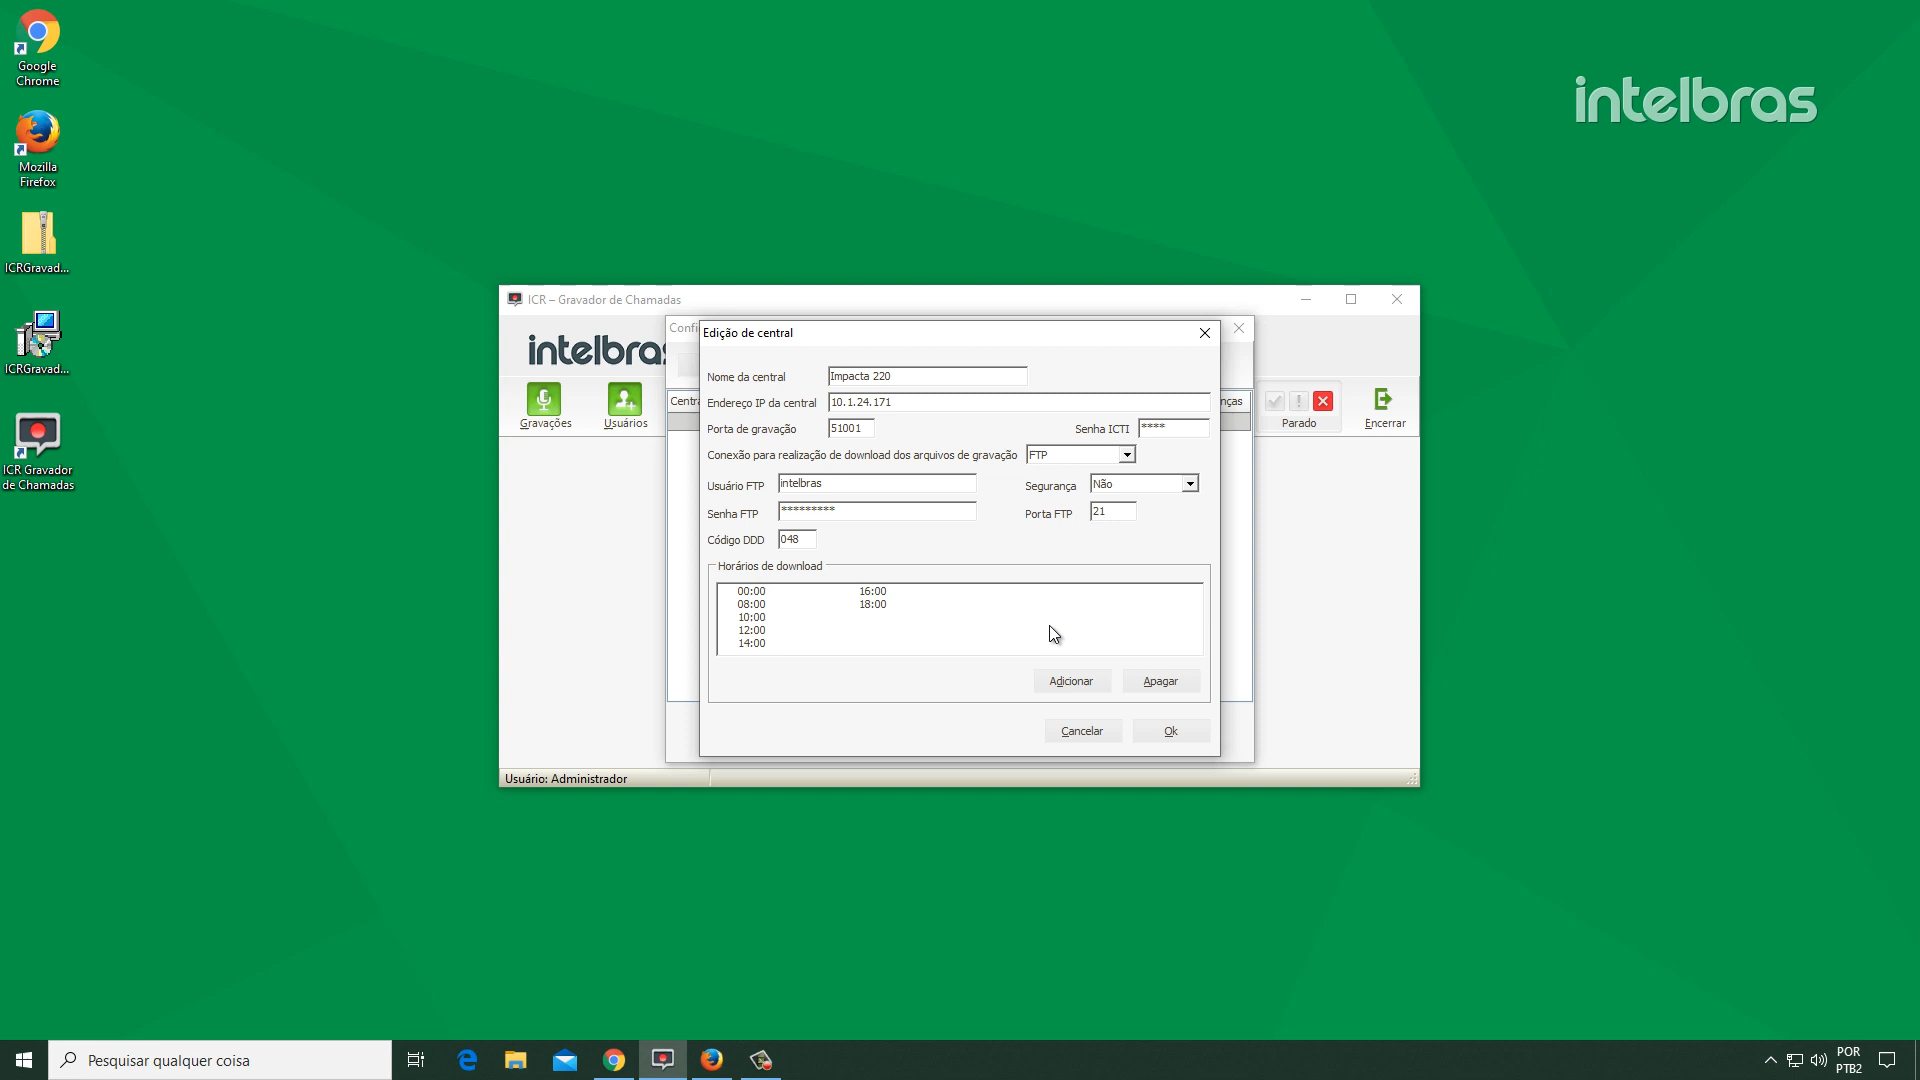 Google
Chrome
Mozilla
Firefox
ICRGravad...
ICRGravad...
ICR Gravador
de Chamadas
intelbras
ICR – Gravador de Chamadas
intelbras
Gravações
Usuários
Parado
Encerrar
Edição de central
Nome da central Impacta 220
Endereço IP da central 10.1.24.171
Porta de gravação 51001 Senha ICTI ****
Conexão para realização de download dos arquivos de gravação FTP
Usuário FTP intelbras Segurança Não
Senha FTP ********* Porta FTP 21
Código DDD 048
Horários de download
00:00 16:00
08:00 18:00
10:00
12:00
14:00
Adicionar Apagar
Cancelar Ok
Usuário: Administrador
Pesquisar qualquer coisa
POR
PTB2